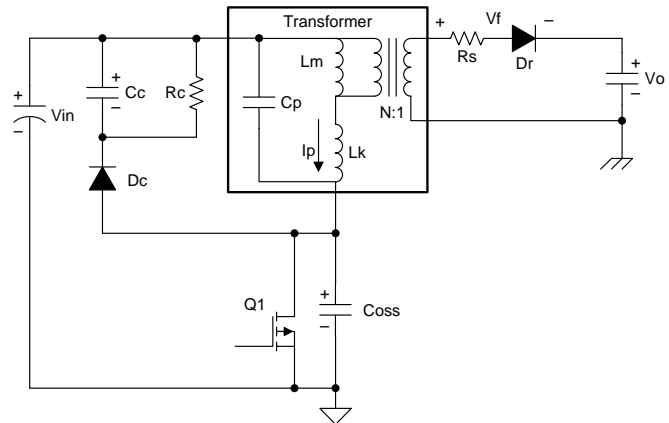 Transformer
+
Vf
–
Lm
Rs
Dr
+
Vo
–
+
Cc
–
Rc
Cp
N:1
+
Vin
–
Ip
Lk
Dc
Q1
+
Coss
–